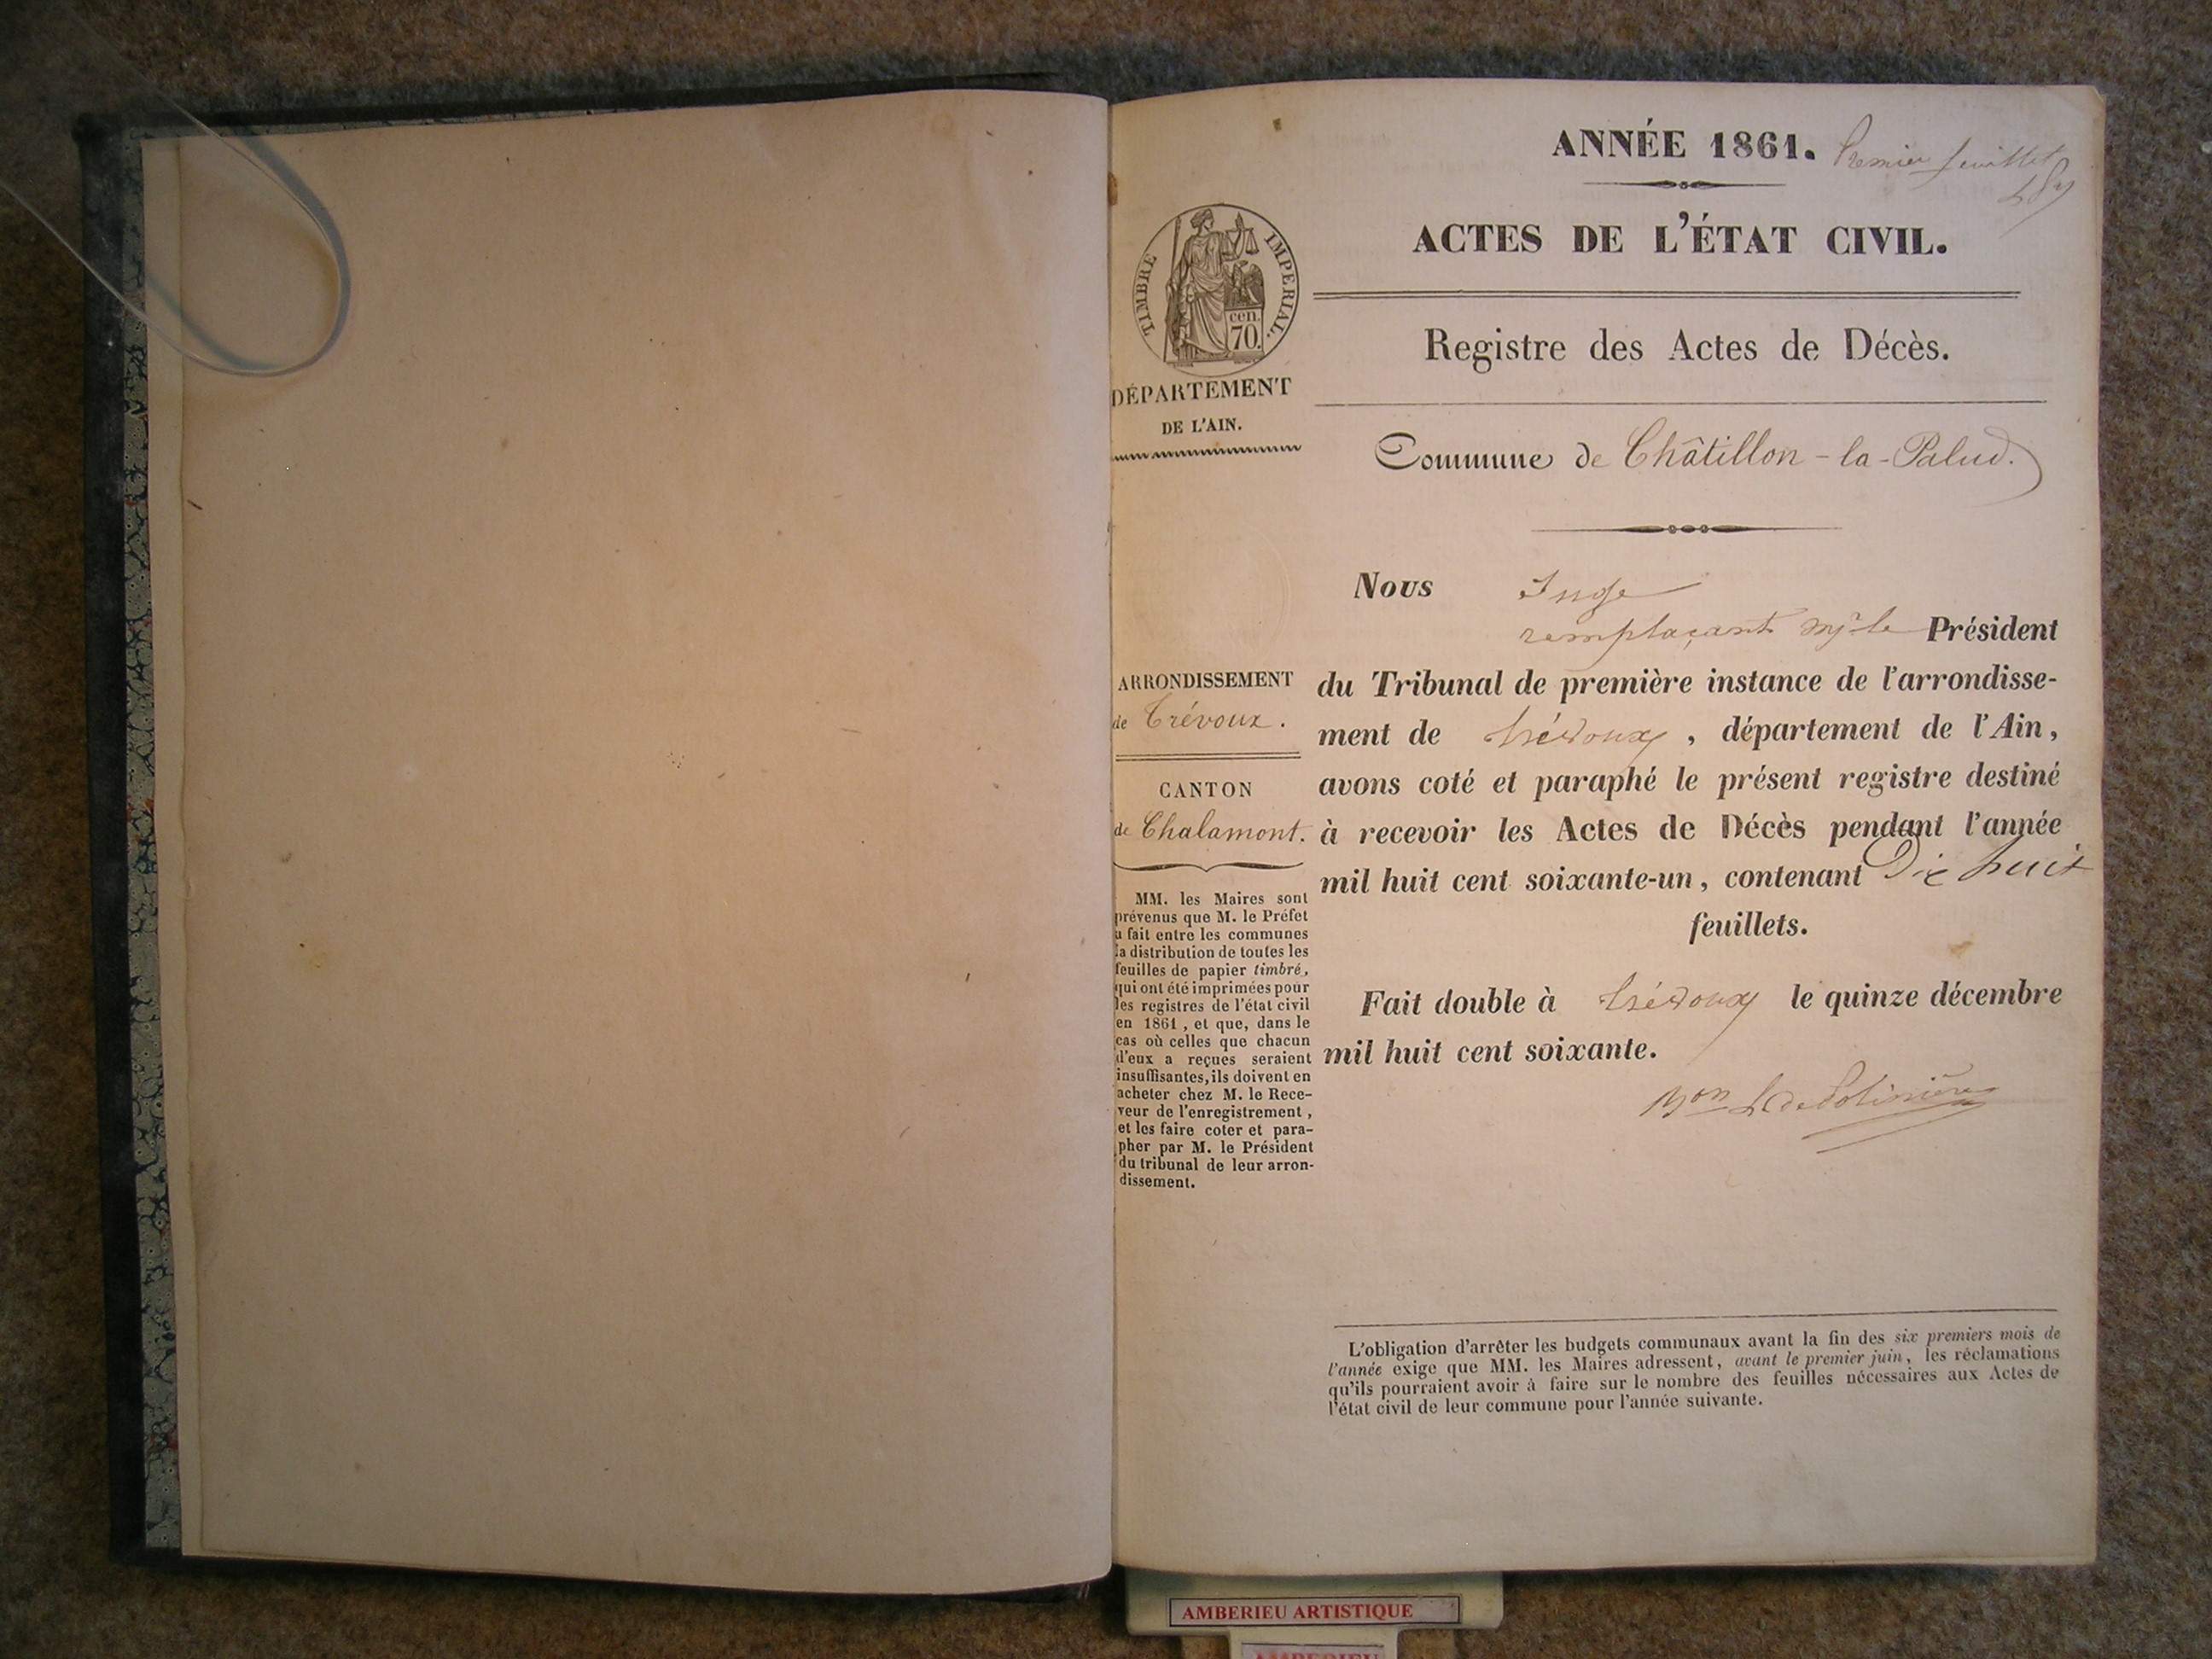 ANNÉE 1861. Premier feuillet
ACTES DE L'ÉTAT CIVIL.
Registre des Actes de Décès.
Commune de Châtillon-la-Palud.
TIMBRE IMPERIAL.
cen.
70.
DÉPARTEMENT
DE L'AIN.
ARRONDISSEMENT
de Trévoux.
CANTON
de Chalamont.
MM. les Maires sont
prévenus que M. le Préfet
a fait entre les communes
la distribution de toutes les
feuilles de papier timbré,
qui ont été imprimées pour
les registres de l'état civil
en 1861, et que, dans le
cas où celles que chacun
d'eux a reçues seraient
insuffisantes, ils doivent en
acheter chez M. le Rece-
veur de l'enregistrement,
et les faire coter et para-
pher par M. le Président
du tribunal de leur arron-
dissement.
Nous Juge
remplaçant Mr le Président
du Tribunal de première instance de l'arrondisse-
ment de Trévoux, département de l'Ain,
avons coté et paraphé le présent registre destiné
à recevoir les Actes de Décès pendant l'année
mil huit cent soixante-un, contenant Dix huit
feuillets.
Fait double à Trévoux le quinze décembre
mil huit cent soixante.
L'obligation d'arrêter les budgets communaux avant la fin des six premiers mois de
l'année exige que MM. les Maires adressent, avant le premier juin, les réclamations
qu'ils pourraient avoir à faire sur le nombre des feuilles nécessaires aux Actes de
l'état civil de leur commune pour l'année suivante.
AMBERIEU ARTISTIQUE
AMBERIEU